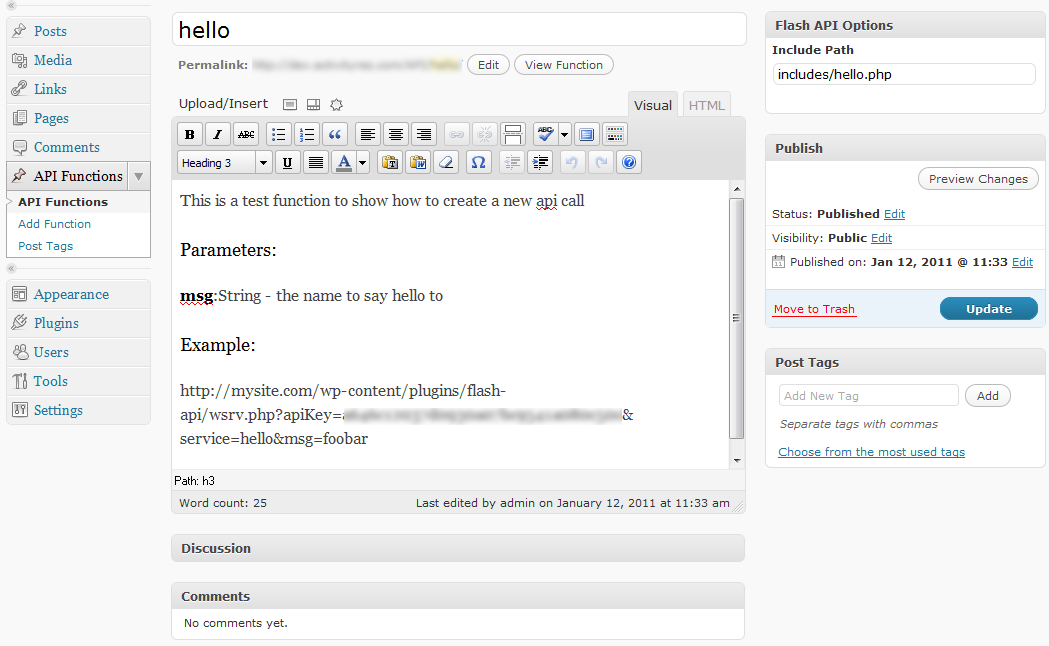 Posts
Media
Links
Pages
Comments
API Functions
API Functions
Add Function
Post Tags
Appearance
Plugins
Users
Tools
Settings
hello
Permalink:
Edit
View Function
Upload/Insert
Visual
HTML
B I ABC
ABC
Heading 3
U
A
T
W
Ω
?
This is a test function to show how to create a new api call
Parameters:
msg:String - the name to say hello to
Example:
http://mysite.com/wp-content/plugins/flash-
api/wsrv.php?apiKey= &
service=hello&msg=foobar
Path: h3
Word count: 25
Last edited by admin on January 12, 2011 at 11:33 am
Discussion
Comments
No comments yet.
Flash API Options
Include Path
includes/hello.php
Publish
Preview Changes
Status: Published Edit
Visibility: Public Edit
Published on: Jan 12, 2011 @ 11:33 Edit
Move to Trash
Update
Post Tags
Add New Tag
Add
Separate tags with commas
Choose from the most used tags